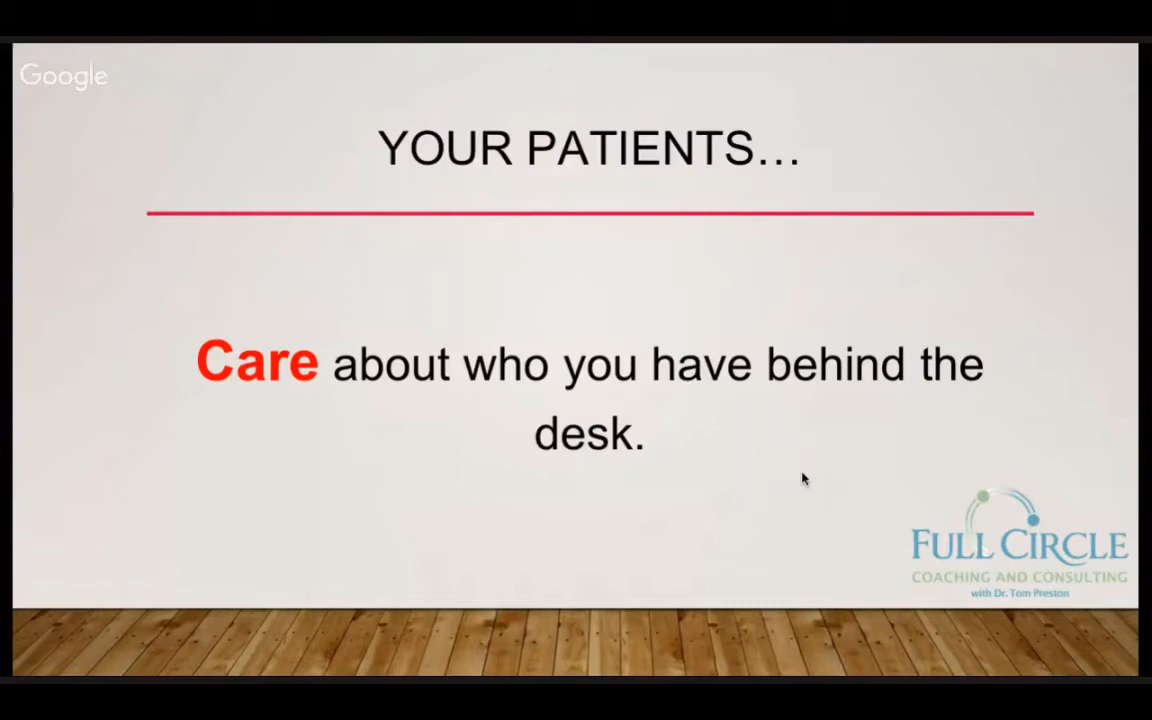 Google
YOUR PATIENTS…
Care about who you have behind the
desk.
FULL CIRCLE
COACHING AND CONSULTING
with Dr. Tom Preston